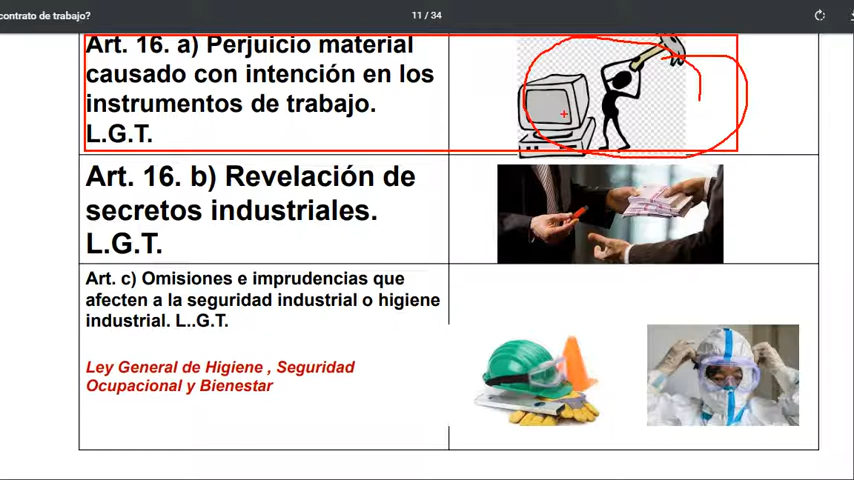 contrato de trabajo?
11 / 34
Art. 16. a) Perjuicio material
causado con intención en los
instrumentos de trabajo.
L.G.T.
Art. 16. b) Revelación de
secretos industriales.
L.G.T.
Art. c) Omisiones e imprudencias que
afecten a la seguridad industrial o higiene
industrial. L..G.T.
Ley General de Higiene , Seguridad
Ocupacional y Bienestar